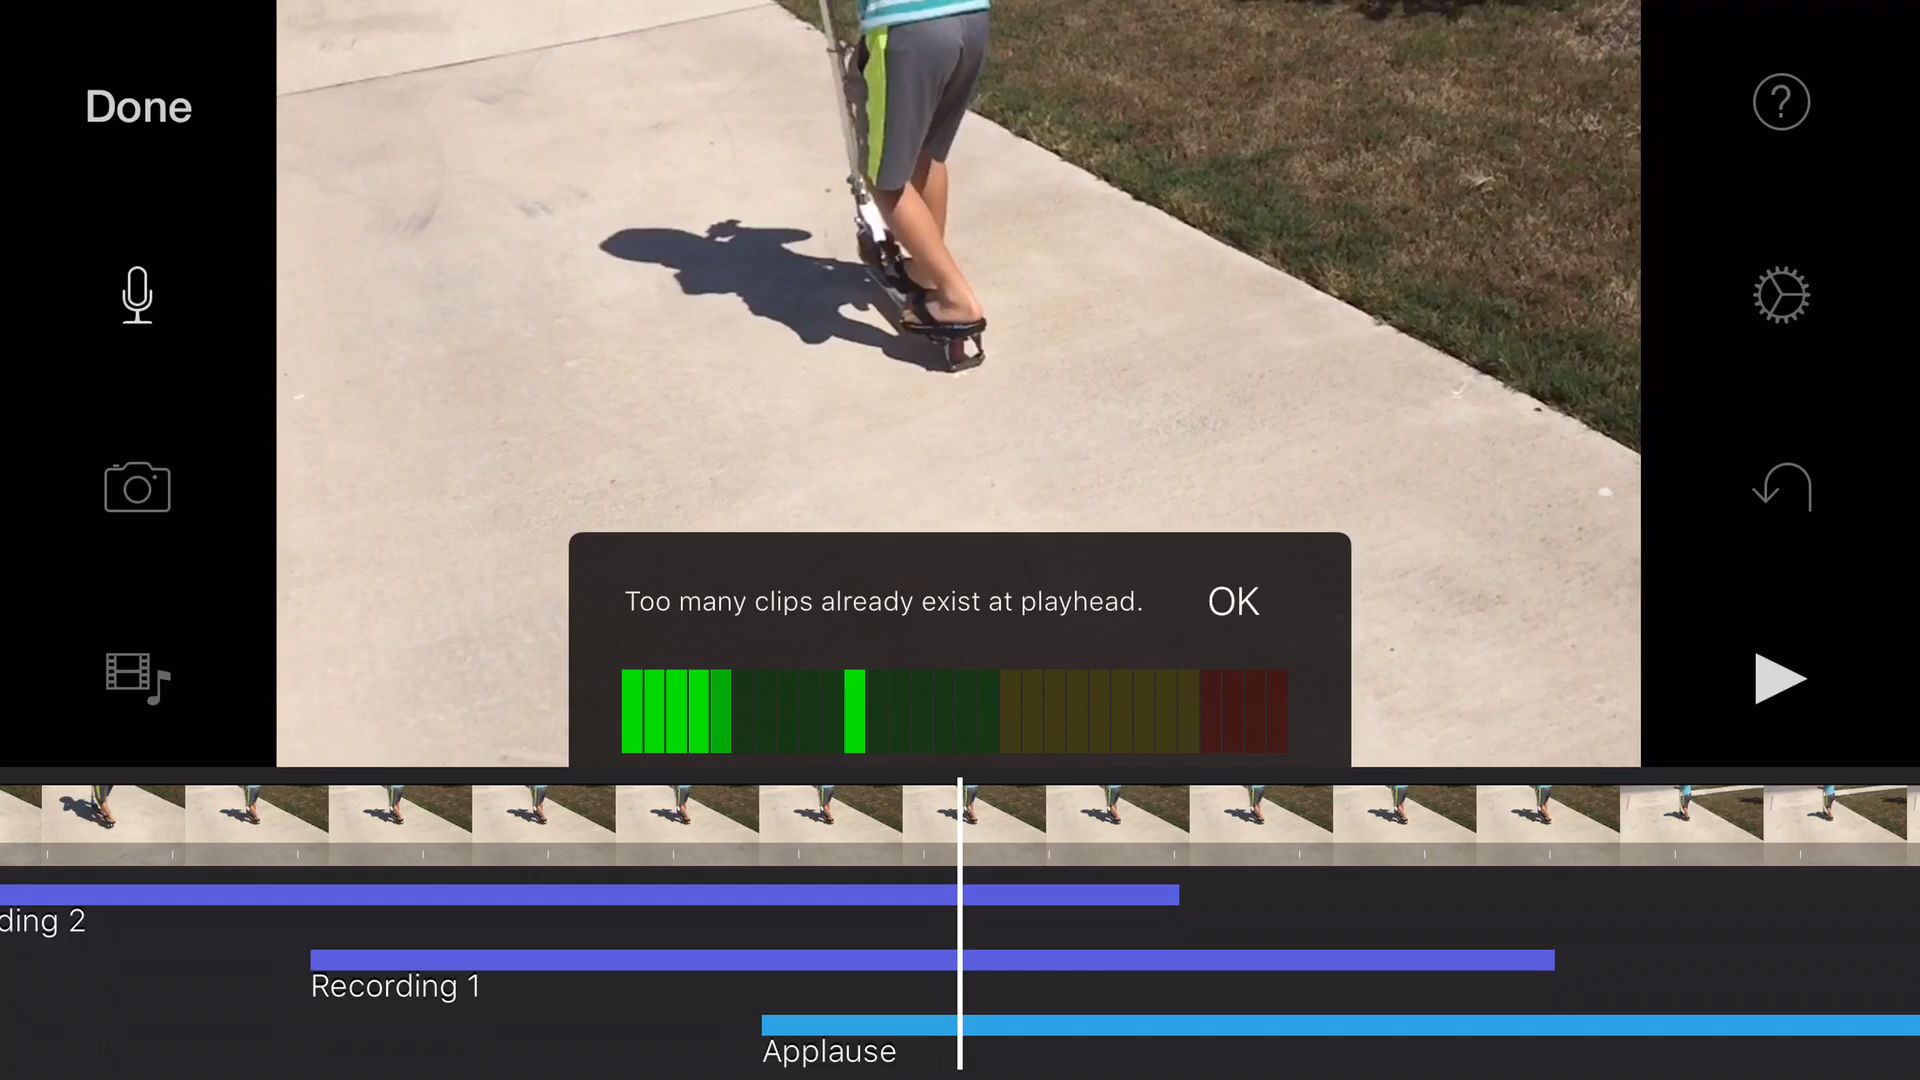 Done
?
Too many clips already exist at playhead. OK
ding 2
Recording 1
Applause